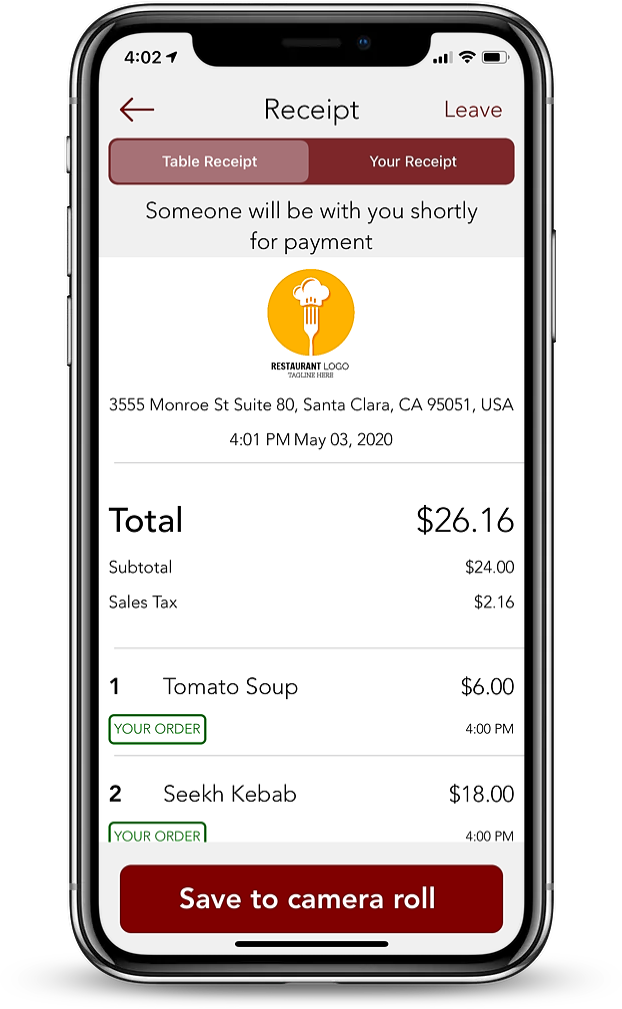 4:02
Receipt
Leave
Table Receipt
Your Receipt
Someone will be with you shortly
for payment
RESTAURANT LOGO
TAGLINE HERE
3555 Monroe St Suite 80, Santa Clara, CA 95051, USA
4:01 PM May 03, 2020
Total $26.16
Subtotal $24.00
Sales Tax $2.16
1 Tomato Soup $6.00
YOUR ORDER 4:00 PM
2 Seekh Kebab $18.00
YOUR ORDER 4:00 PM
Save to camera roll